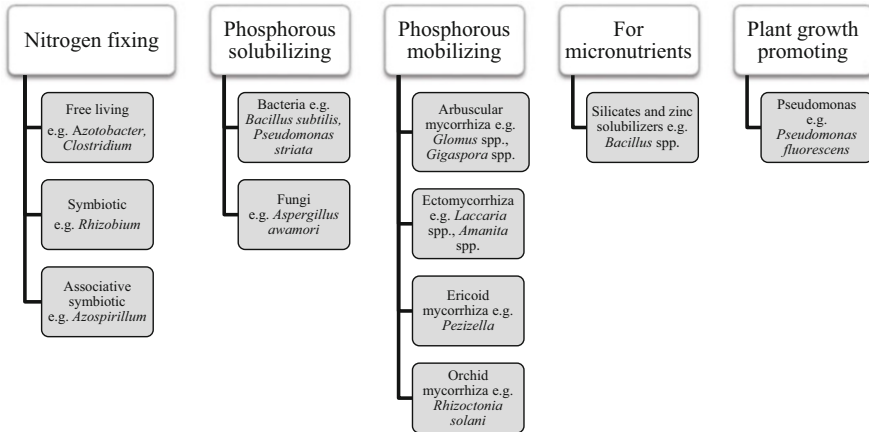 Nitrogen fixing
Free living
e.g. Azotobacter,
Clostridium
Symbiotic
e.g. Rhizobium
Associative
symbiotic
e.g. Azospirillum
Phosphorous
solubilizing
Bacteria e.g.
Bacillus subtilis,
Pseudomonas
striata
Fungi
e.g. Aspergillus
awamori
Phosphorous
mobilizing
Arbuscular
mycorrhiza e.g.
Glomus spp.,
Gigaspora spp.
Ectomycorrhiza
e.g. Laccaria
spp., Amanita
spp.
Ericoid
mycorrhiza e.g.
Pezizella
Orchid
mycorrhiza e.g.
Rhizoctonia
solani
For
micronutrients
Silicates and zinc
solubilizers e.g.
Bacillus spp.
Plant growth
promoting
Pseudomonas
e.g.
Pseudomonas
fluorescens